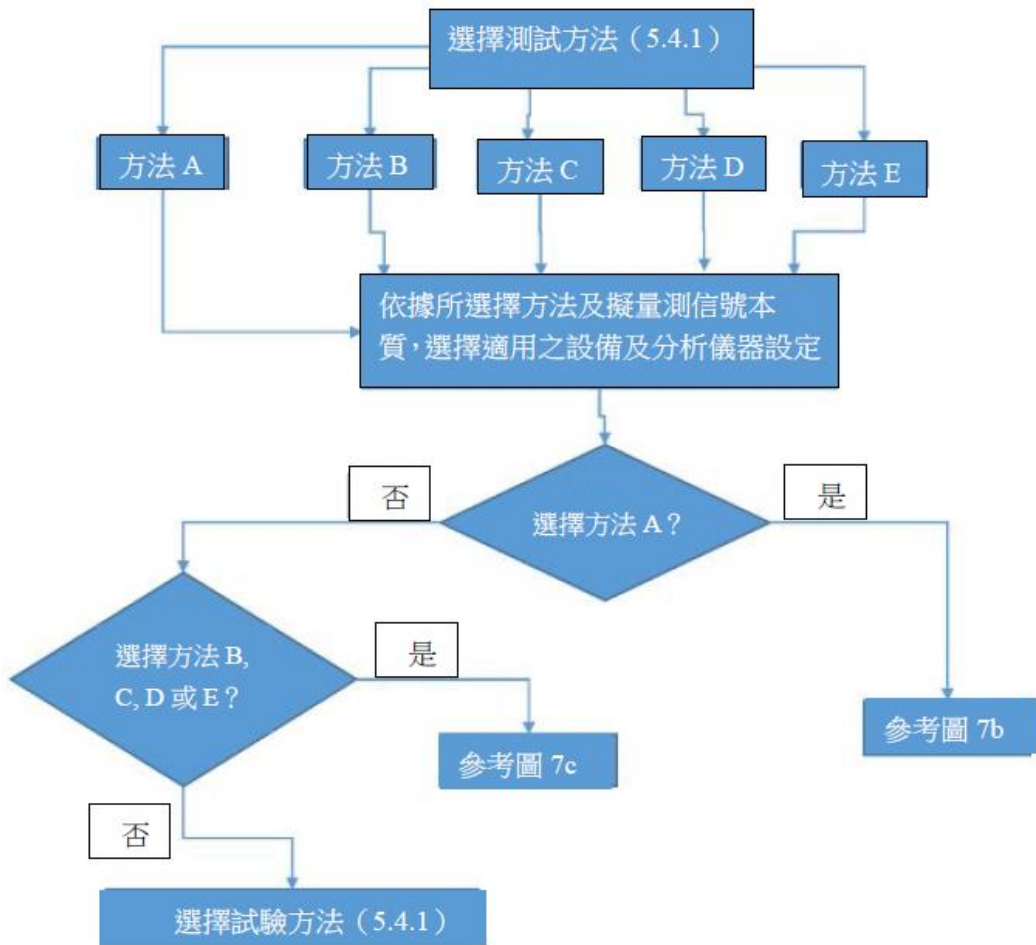 選擇測試方法（5.4.1）
方法 A
方法 B
方法 C
方法 D
方法 E
依據所選擇方法及擬量測信號本
質，選擇適用之設備及分析儀器設定
否
是
選擇方法 A？
選擇方法 B,
C, D 或 E？
是
參考圖 7c
參考圖 7b
否
選擇試驗方法（5.4.1）